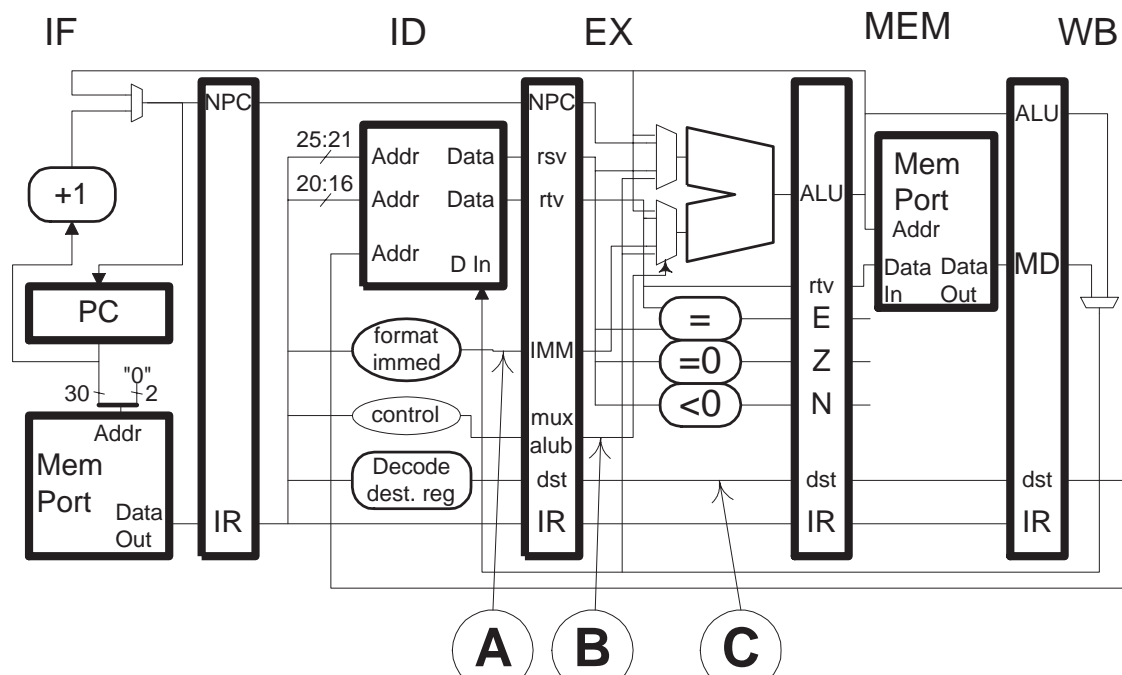 IF
ID
EX
MEM
WB
NPC
+1
PC
30
"0"
2
Addr
Mem
Port
Data
Out
IR
25:21
20:16
Addr
Data
Addr
Data
Addr
D In
format
immed
control
Decode
dest. reg
NPC
rsv
rtv
IMM
mux
alub
dst
IR
=
=0
<0
ALU
rtv
E
Z
N
dst
IR
Mem
Port
Addr
Data
In
Data
Out
ALU
MD
dst
IR
A
B
C